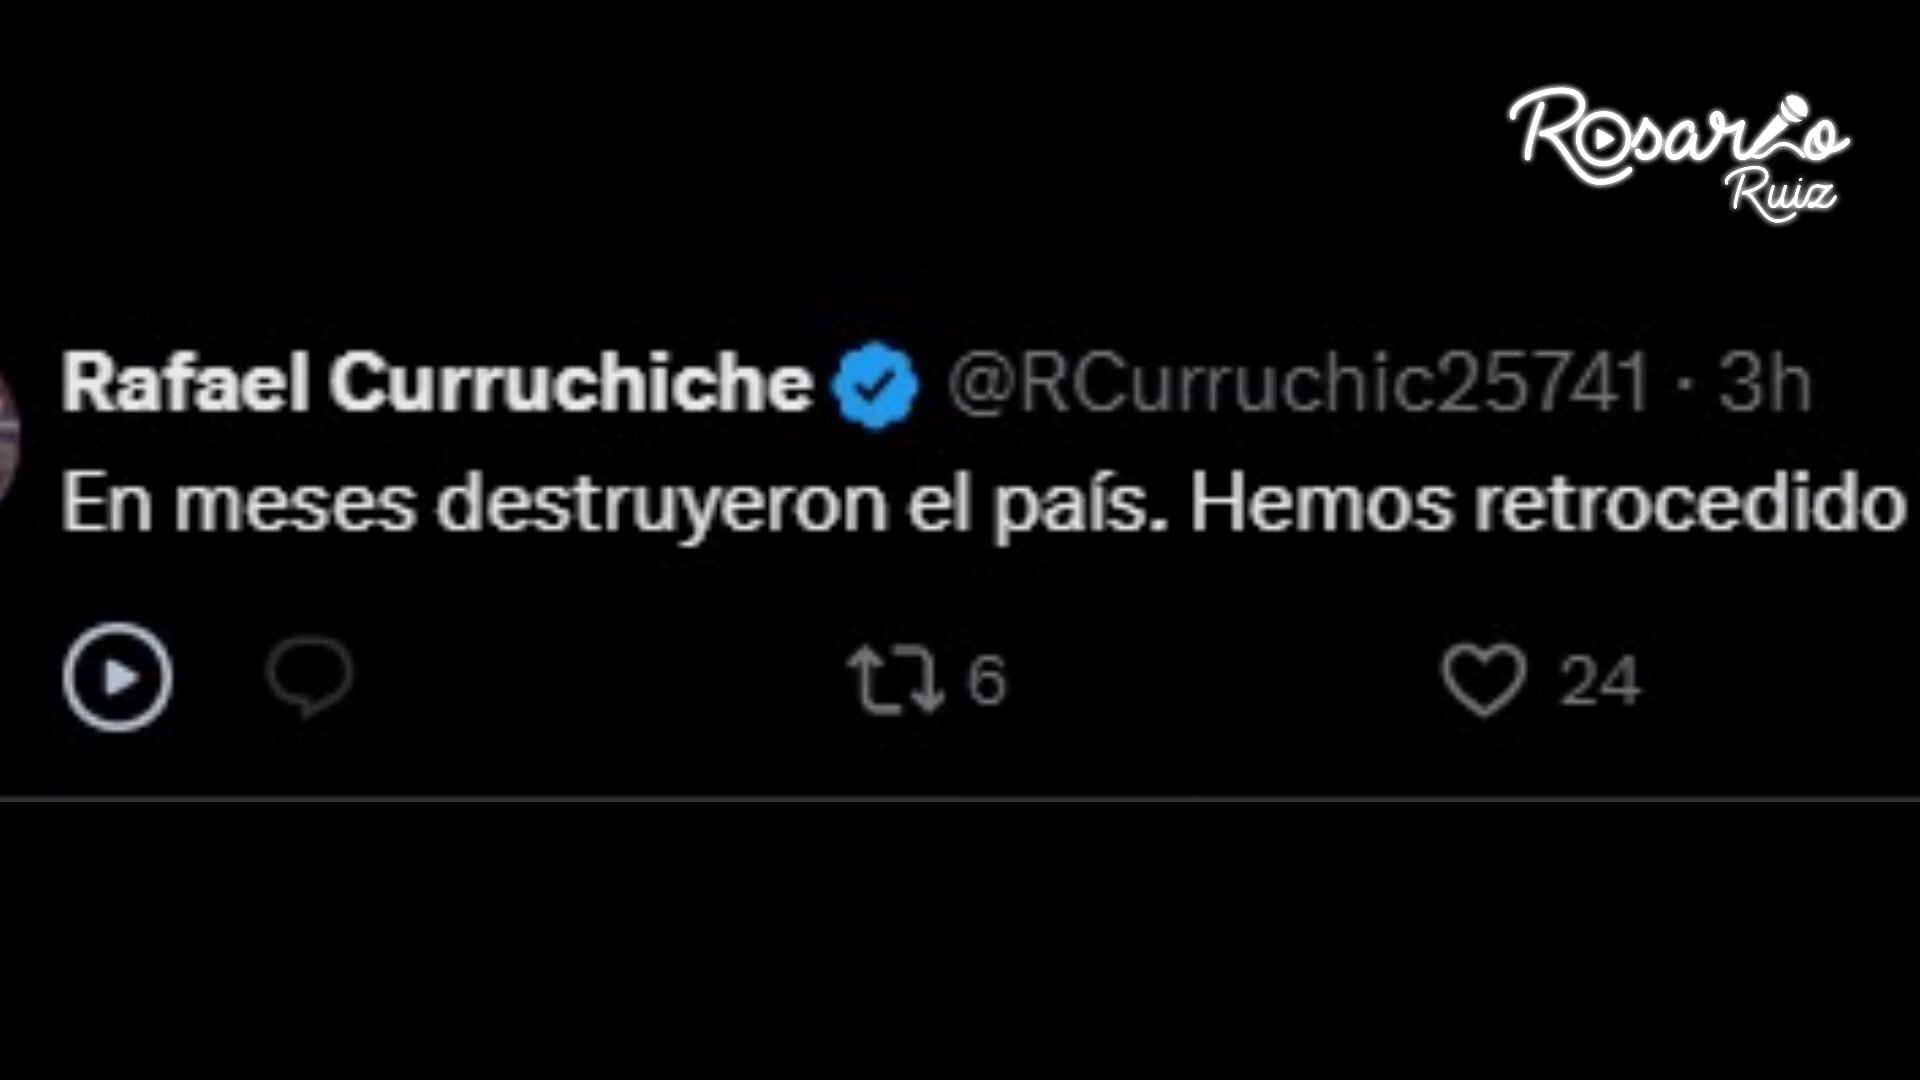 Rosario
Ruiz
Rafael Curruchiche @RCurruchic25741 · 3h
En meses destruyeron el país. Hemos retrocedido
6 24